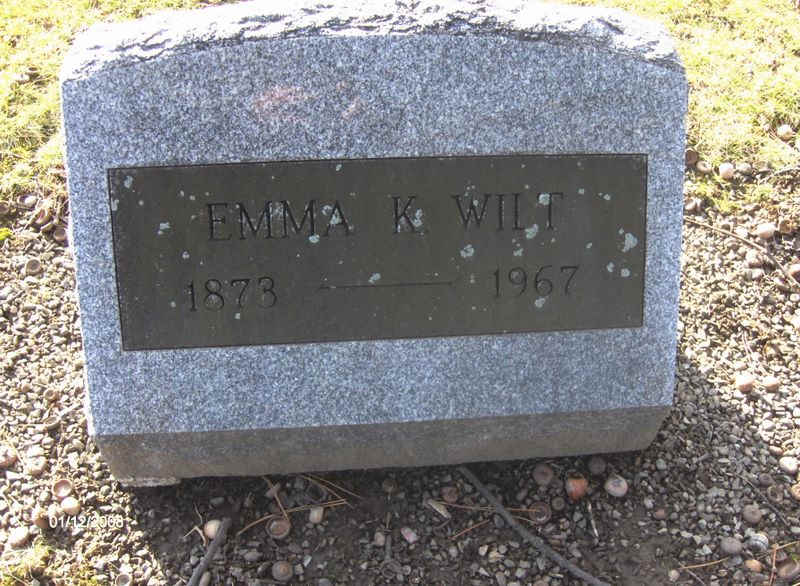 EMMA K. WILT
1873 — 1967
01/12/2008